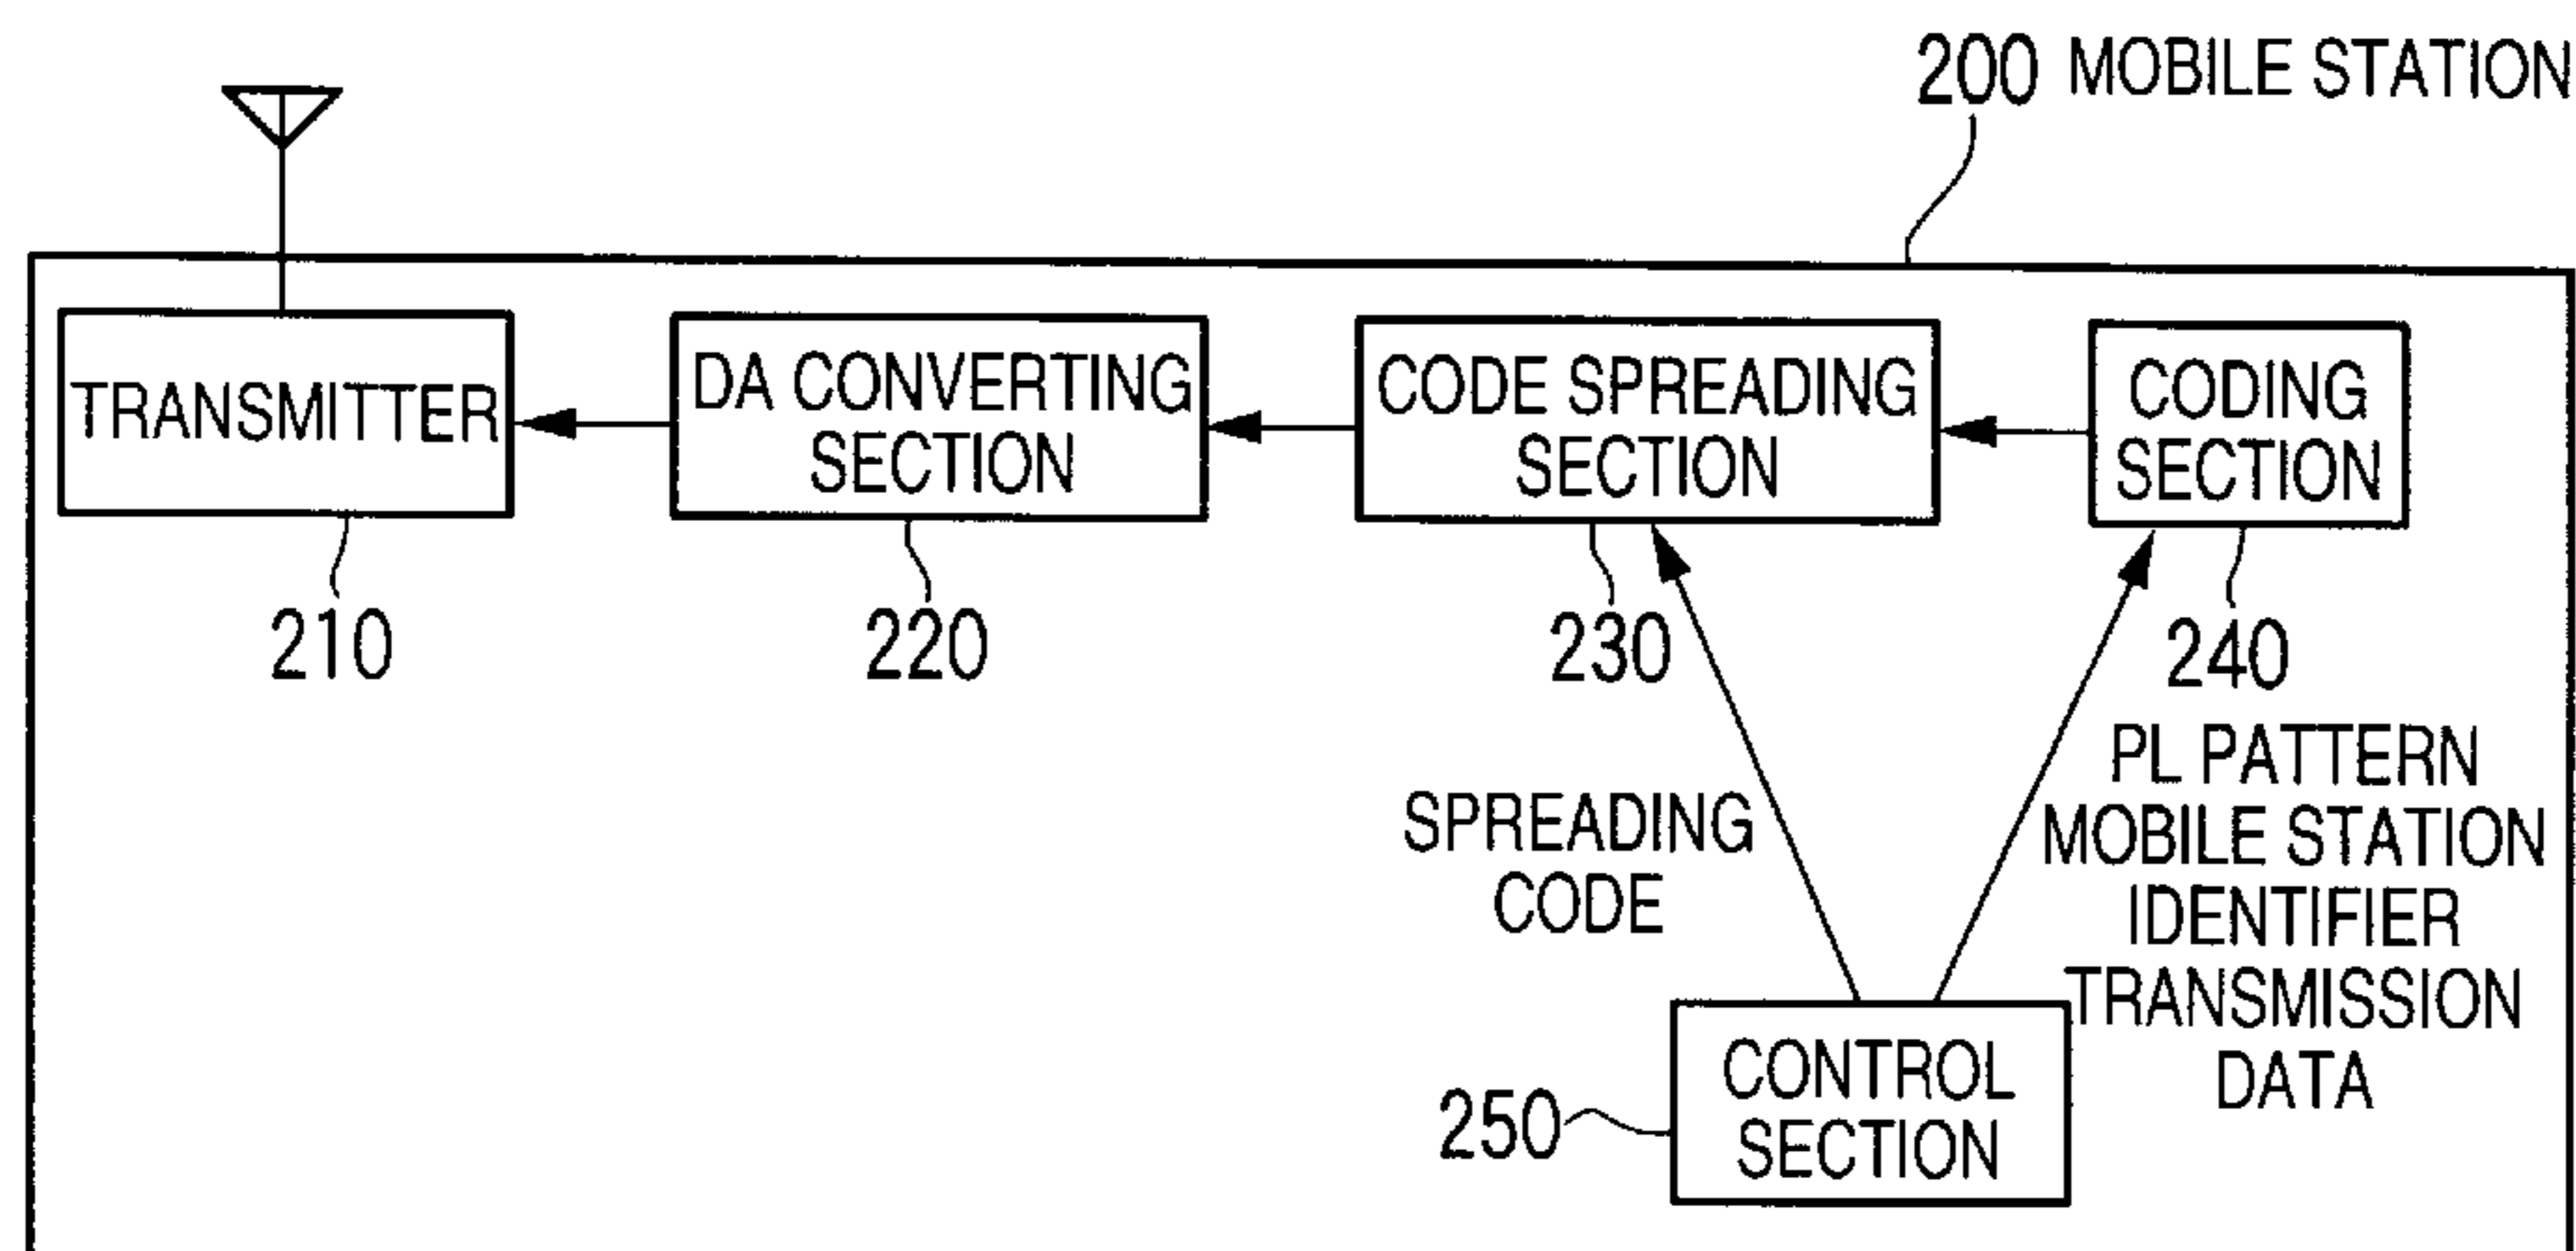 200 MOBILE STATION
TRANSMITTER
DA CONVERTING
SECTION
CODE SPREADING
SECTION
CODING
SECTION
210
220
230
240
SPREADING
CODE
PL PATTERN
MOBILE STATION
IDENTIFIER
TRANSMISSION
DATA
250
CONTROL
SECTION